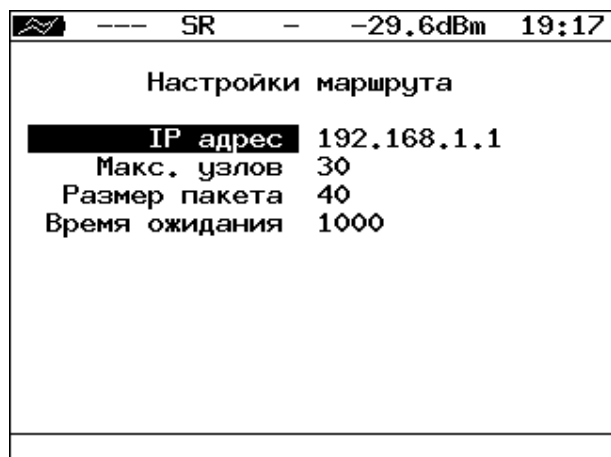 --- SR - -29.6dBm 19:17
Настройки маршрута
IP адрес 192.168.1.1
Макс. узлов 30
Размер пакета 40
Время ожидания 1000